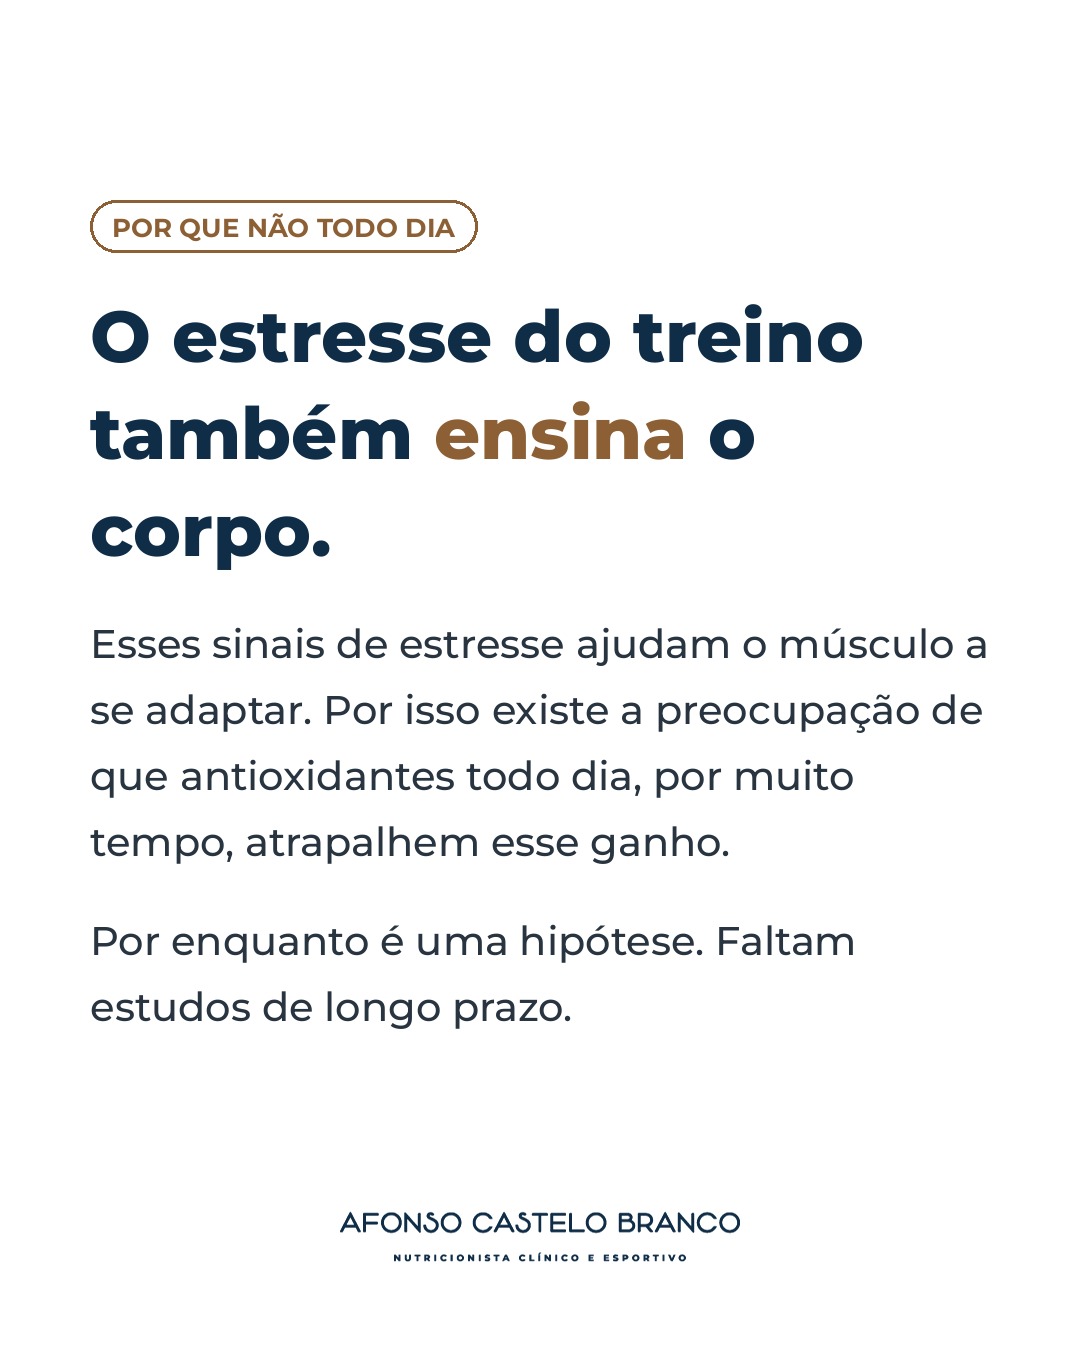 POR QUE NÃO TODO DIA
O estresse do treino
também ensina o
corpo.
Esses sinais de estresse ajudam o músculo a
se adaptar. Por isso existe a preocupação de
que antioxidantes todo dia, por muito
tempo, atrapalhem esse ganho.
Por enquanto é uma hipótese. Faltam
estudos de longo prazo.
AFONSO CASTELO BRANCO
NUTRICIONISTA CLÍNICO E ESPORTIVO